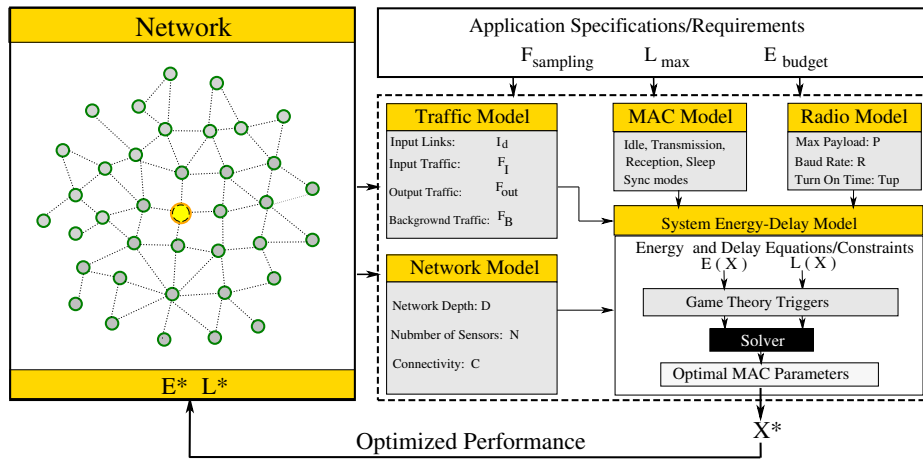 Network
E* L*
Application Specifications/Requirements
F sampling L max E budget
Traffic Model
Input Links: I d
Input Traffic: F I
Output Traffic: F out
Backgrownd Traffic: F B
MAC Model
Idle, Transmission,
Reception, Sleep
Sync modes
Radio Model
Max Payload: P
Baud Rate: R
Turn On Time: Tup
Network Model
Network Depth: D
Nubmber of Sensors: N
Connectivity: C
System Energy-Delay Model
Energy and Delay Equations/Constraints
E ( X ) L ( X )
Game Theory Triggers
Solver
Optimal MAC Parameters
X*
Optimized Performance